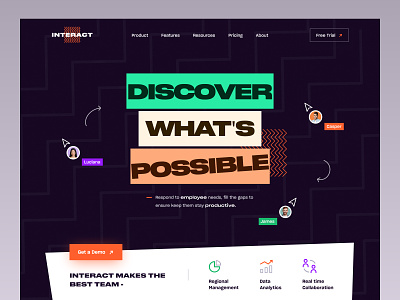 INTERACT
Product Features Resources Pricing About
Free Trial
DISCOVER
WHAT'S
POSSIBLE
Luciana
Casper
James
Respond to employee needs, fill the gaps to
ensure keep them stay productive.
Get a Demo
INTERACT MAKES THE
BEST TEAM
Regional
Management
Data
Analytics
Real time
Collaboration